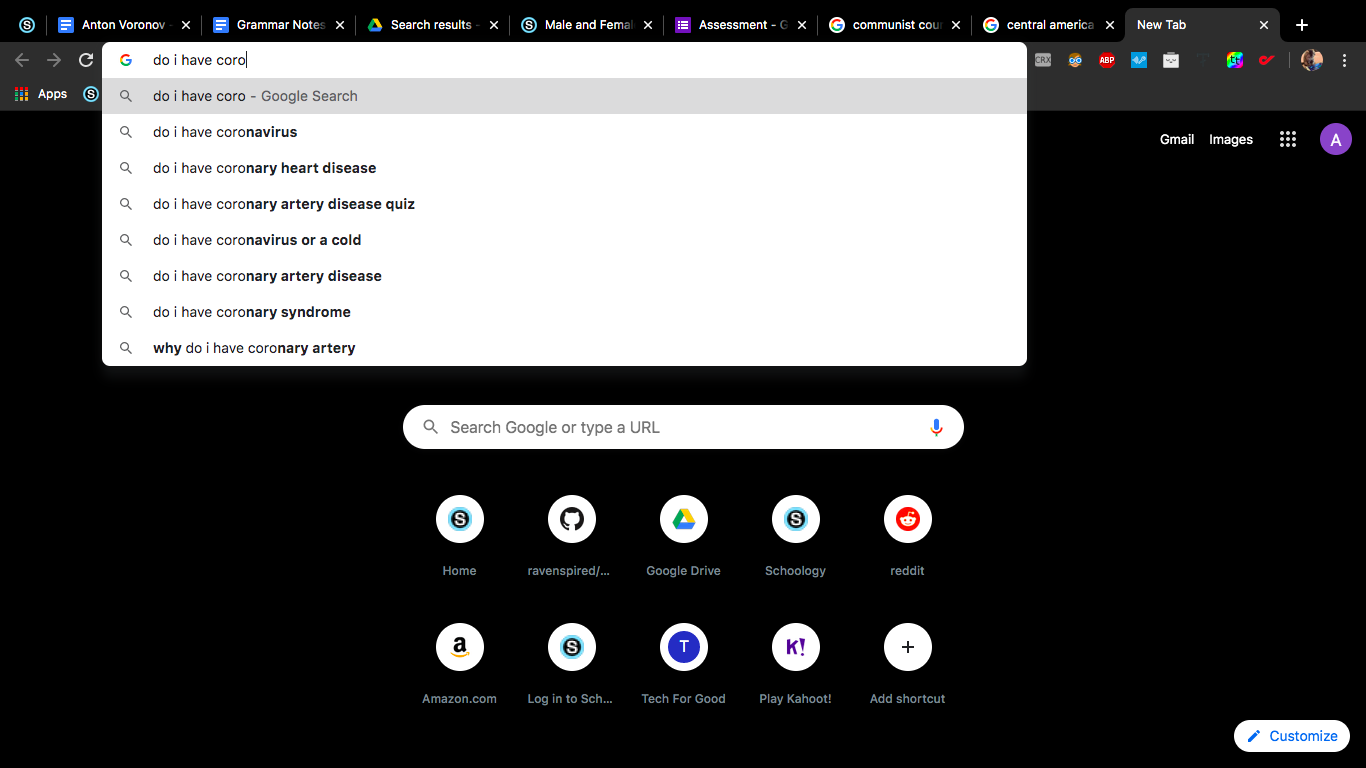 Anton Voronov
Grammar Notes
Search results -
Male and Femal
Assessment - G
communist cou
central america
New Tab
do i have coro
CRX
ABP
Apps
do i have coro - Google Search
do i have coronavirus
do i have coronary heart disease
do i have coronary artery disease quiz
do i have coronavirus or a cold
do i have coronary artery disease
do i have coronary syndrome
why do i have coronary artery
Gmail
Images
A
Search Google or type a URL
Home
ravenspired/...
Google Drive
Schoology
reddit
T
K!
Amazon.com
Log in to Sch...
Tech For Good
Play Kahoot!
Add shortcut
Customize